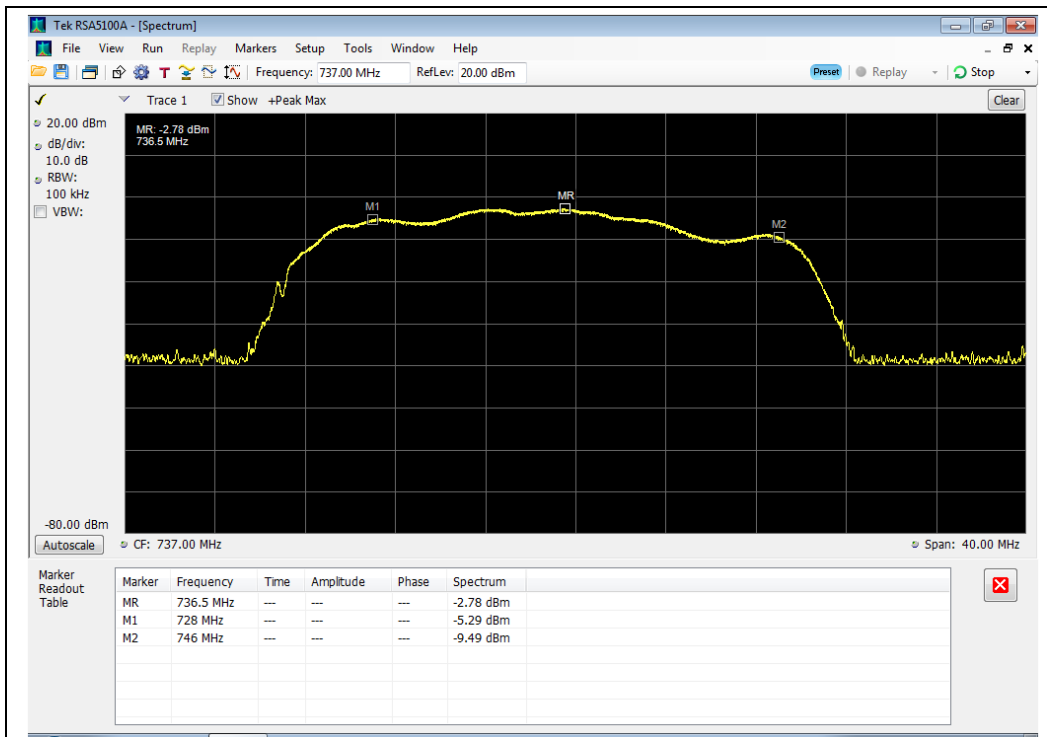 Tek RSA5100A - [Spectrum]
File View Run Replay Markers Setup Tools Window Help
Frequency: 737.00 MHz RefLev: 20.00 dBm Preset Replay Stop
Trace 1 Show +Peak Max Clear
20.00 dBm
dB/div:
10.0 dB
RBW:
100 kHz
VBW:
MR: -2.78 dBm
736.5 MHz
M1
MR
M2
-80.00 dBm
Autoscale CF: 737.00 MHz Span: 40.00 MHz
Marker
Readout
Table
Marker Frequency Time Amplitude Phase Spectrum
MR 736.5 MHz --- --- --- -2.78 dBm
M1 728 MHz --- --- --- -5.29 dBm
M2 746 MHz --- --- --- -9.49 dBm